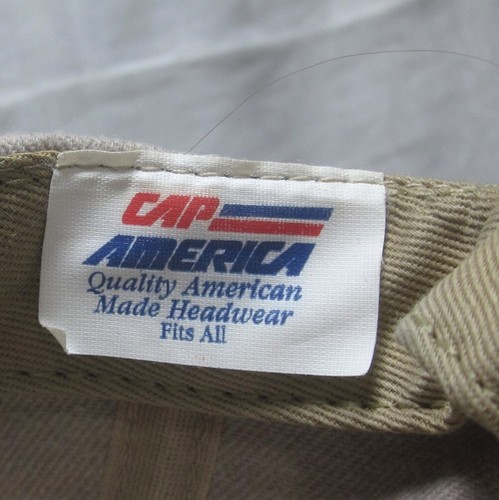 CAP
AMERICA
Quality American
Made Headwear
Fits All